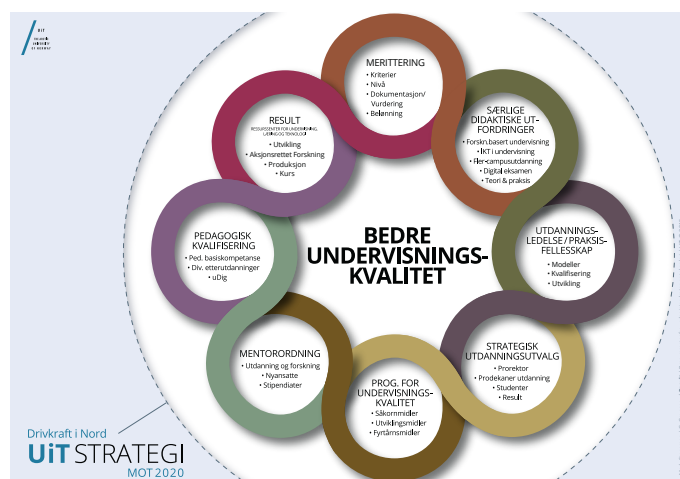 UiT
MERITTERING
• Kriterier
• Nivå
• Dokumentasjon/
Vurdering
• Belønning
SÆRLIGE
DIDAKTISKE UT-
FORDRINGER
• Forskn.basert undervisning
• IKT i undervisning
• Fler-campusutdanning
• Digital eksamen
• Teori & praksis
UTDANNINGS-
LEDELSE / PRAKSIS-
FELLESSKAP
• Modeller
• Kvalifisering
• Utvikling
STRATEGISK
UTDANNINGSUTVALG
• Prorektor
• Prodekaner utdanning
• Studenter
• Result
PROG. FOR
UNDERVISNINGS-
KVALITET
• Såkornmidler
• Utviklingsmidler
• Fyrtårnsmidler
MENTORORDNING
• Utdanning og forskning
• Nyansatte
• Stipendiater
PEDAGOGISK
KVALIFISERING
• Ped. basiskompetanse
• Div. etterutdanninger
• uDig
RESULT
RESSURSSENTER FOR UNDERVISNING,
LÆRING OG TEKNOLOGI
• Utvikling
• Aksjonsrettet Forskning
• Produksjon
• Kurs
BEDRE
UNDERVISNINGS-
KVALITET
Drivkraft i Nord
UiT STRATEGI
MOT 2020